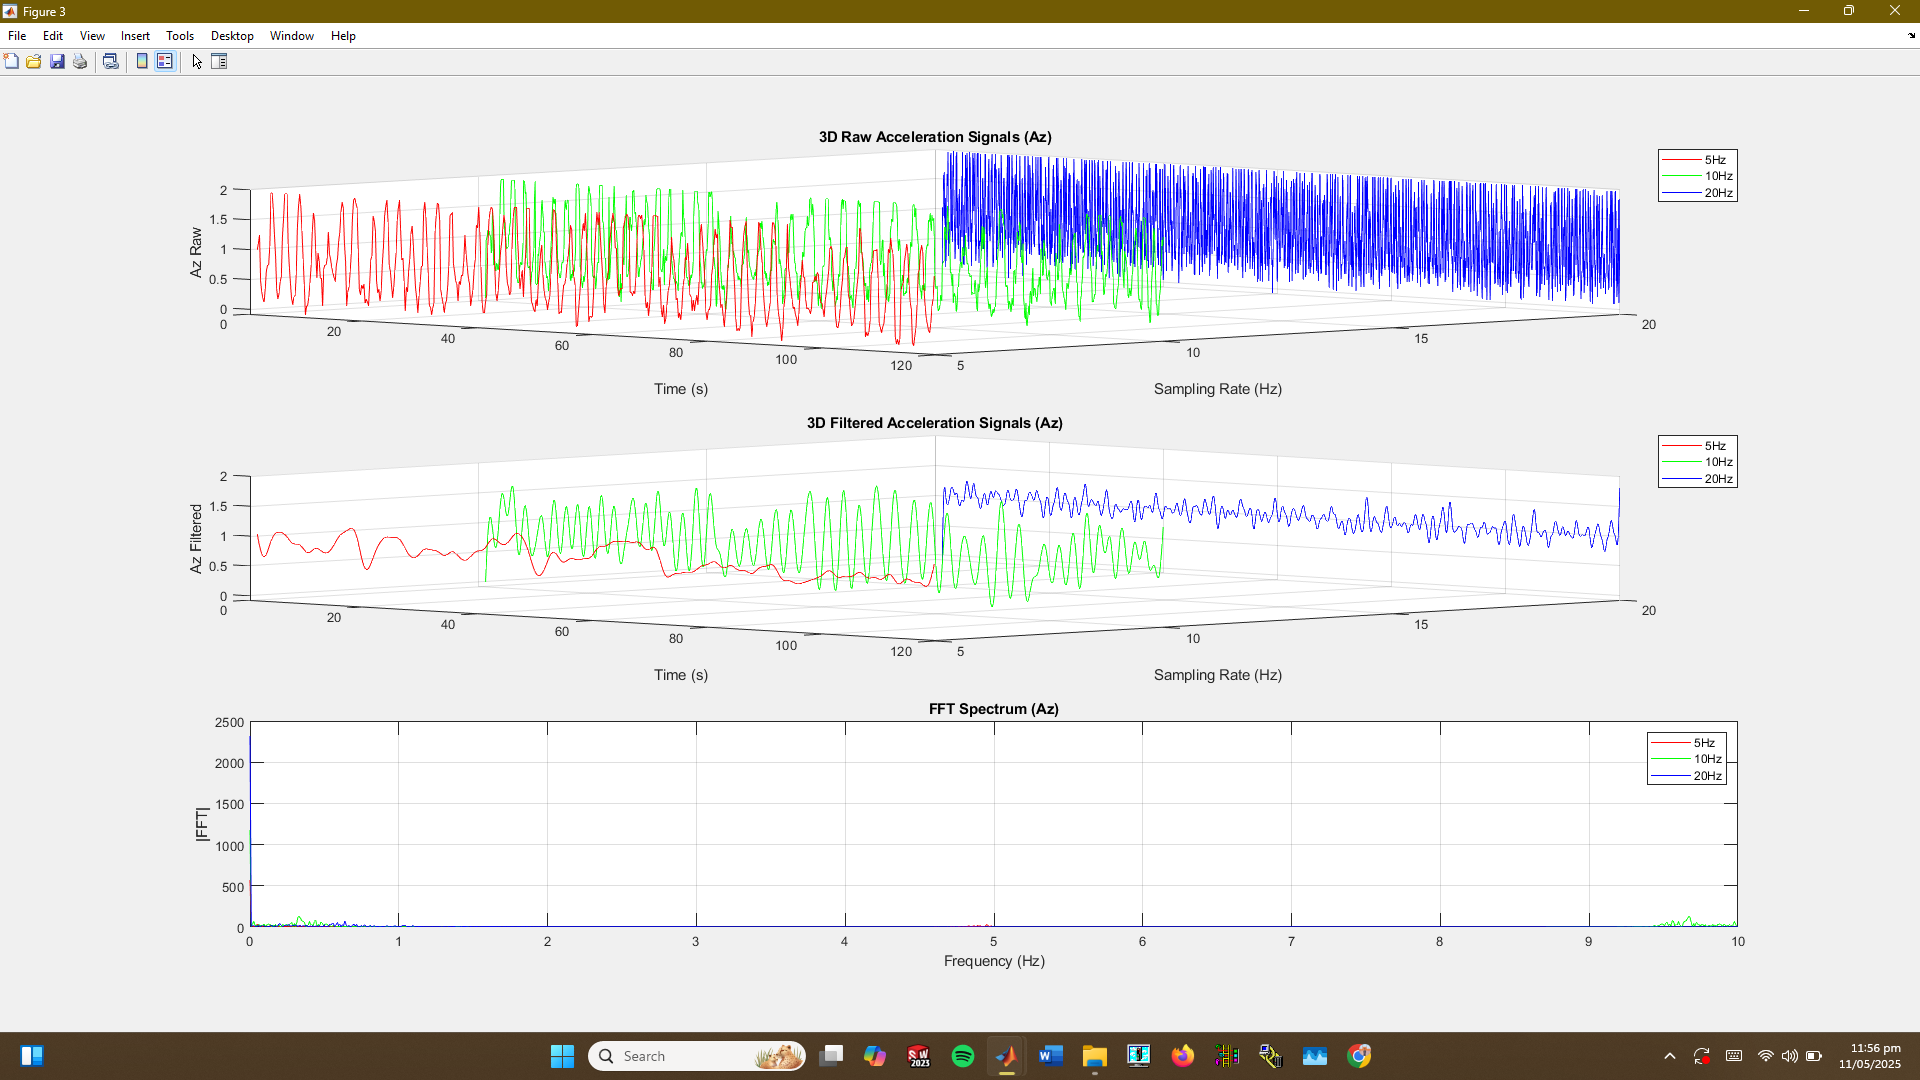 Figure 3
File Edit View Insert Tools Desktop Window Help
3D Raw Acceleration Signals (Az)
5Hz
10Hz
20Hz
Az Raw
2
1.5
1
0.5
0
0 20 40 60 80 100 120
Time (s)
5 10 15 20
Sampling Rate (Hz)
3D Filtered Acceleration Signals (Az)
5Hz
10Hz
20Hz
Az Filtered
2
1.5
1
0.5
0
0 20 40 60 80 100 120
Time (s)
5 10 15 20
Sampling Rate (Hz)
FFT Spectrum (Az)
5Hz
10Hz
20Hz
|FFT|
2500
2000
1500
1000
500
0
0 1 2 3 4 5 6 7 8 9 10
Frequency (Hz)
Search
SW
2023
W
11:56 pm
11/05/2025